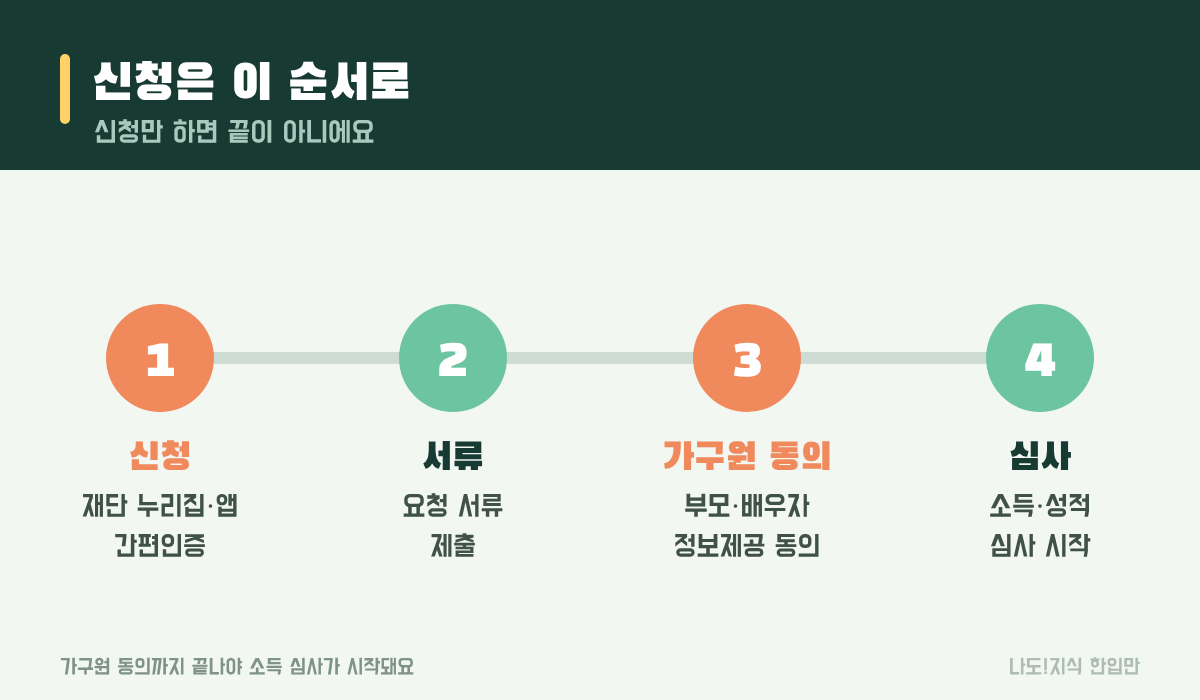 신청은 이 순서로
신청만 하면 끝이 아니에요
1
신청
재단 누리집·앱
간편인증
2
서류
요청 서류
제출
3
가구원 동의
부모·배우자
정보제공 동의
4
심사
소득·성적
심사 시작
가구원 동의까지 끝나야 소득 심사가 시작돼요
나도!지식 한입만